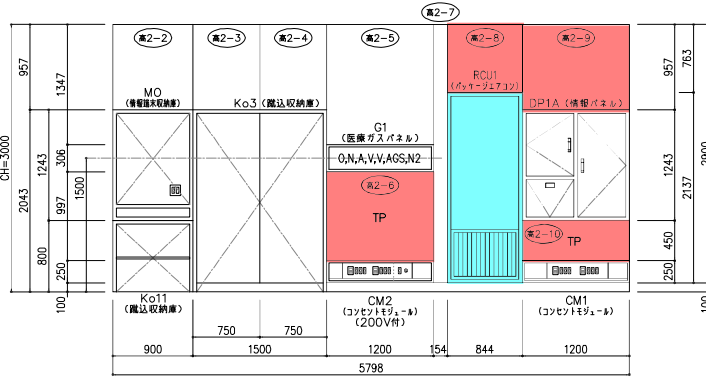 高2-7
高2-2
高2-3
高2-4
高2-5
高2-8
高2-9
MO
(情報端末収納庫)
Ko3 (蹴込収納庫)
G1
(医療ガスパネル)
RCU1
(パッケージエアコン)
DP1A (情報パネル)
O,N,A,V,V,AGS,N2
高2-6
TP
高2-10
TP
Ko11
(蹴込収納庫)
CM2
(コンセントモジュール)
(200V付)
CM1
(コンセントモジュール)
CH=3000
957
2043
1243
800
1347
306
997
250
100
1500
957
1243
450
250
763
2137
2900
100
750
750
900
1500
1200
154
844
1200
5798